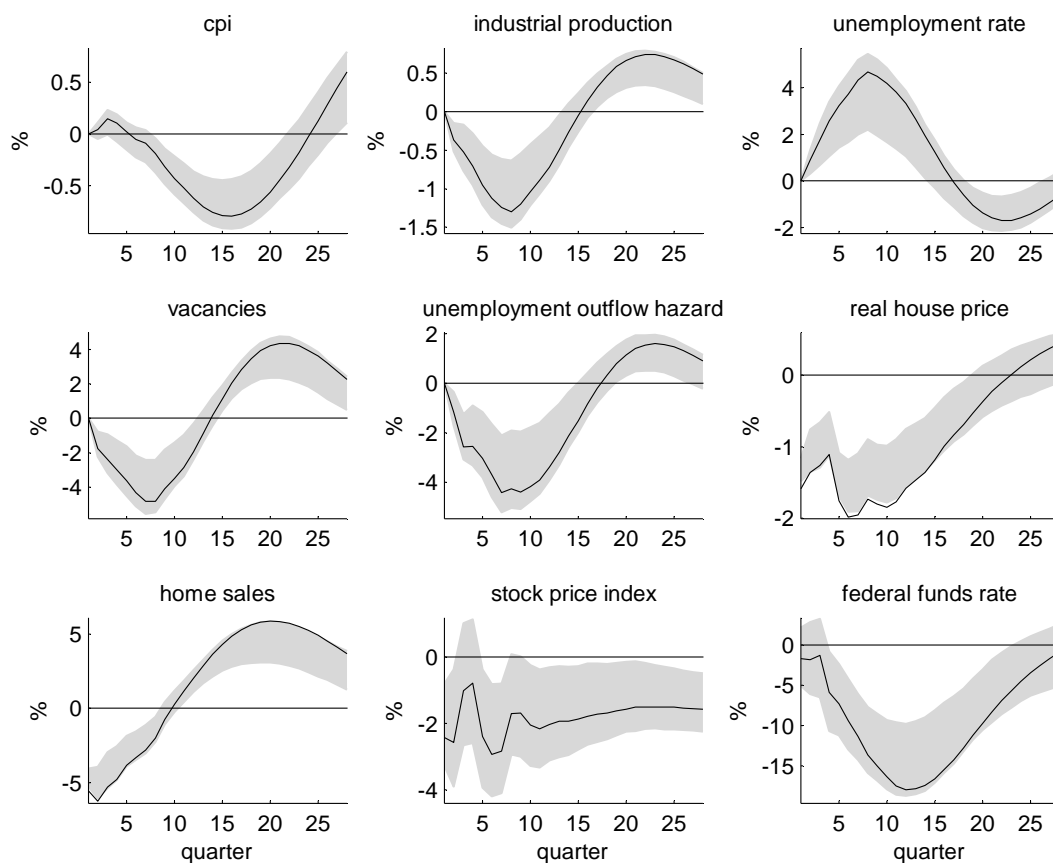 cpi
industrial production
unemployment rate
%
0.5
0
-0.5
5 10 15 20 25
%
0.5
0
-0.5
-1
-1.5
5 10 15 20 25
%
4
2
0
-2
5 10 15 20 25
vacancies
unemployment outflow hazard
real house price
%
4
2
0
-2
-4
5 10 15 20 25
%
2
0
-2
-4
5 10 15 20 25
%
0
-1
-2
5 10 15 20 25
home sales
stock price index
federal funds rate
%
5
0
-5
5 10 15 20 25
quarter
%
0
-2
-4
5 10 15 20 25
quarter
%
0
-5
-10
-15
5 10 15 20 25
quarter